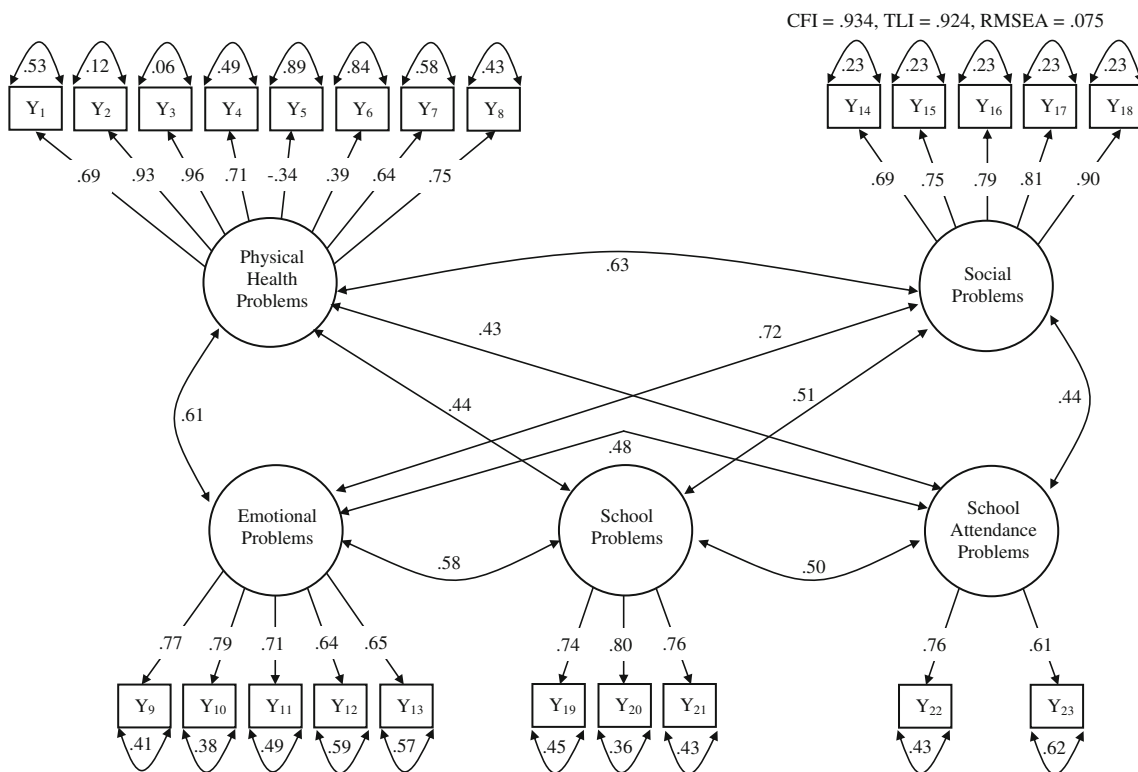 CFI = .934, TLI = .924, RMSEA = .075
.53 .12 .06 .49 .89 .84 .58 .43
.23 .23 .23 .23 .23
Y1 Y2 Y3 Y4 Y5 Y6 Y7 Y8
Y14 Y15 Y16 Y17 Y18
.69 .93 .96 .71 -.34 .39 .64 .75
.69 .75 .79 .81 .90
Physical
Health
Problems
Social
Problems
.63
.43
.72
.61
.44
.51
.44
.48
Emotional
Problems
School
Problems
School
Attendance
Problems
.58
.50
.77 .79 .71 .64 .65
.74 .80 .76
.76 .61
Y9 Y10 Y11 Y12 Y13
Y19 Y20 Y21
Y22 Y23
.41 .38 .49 .59 .57
.45 .36 .43
.43 .62